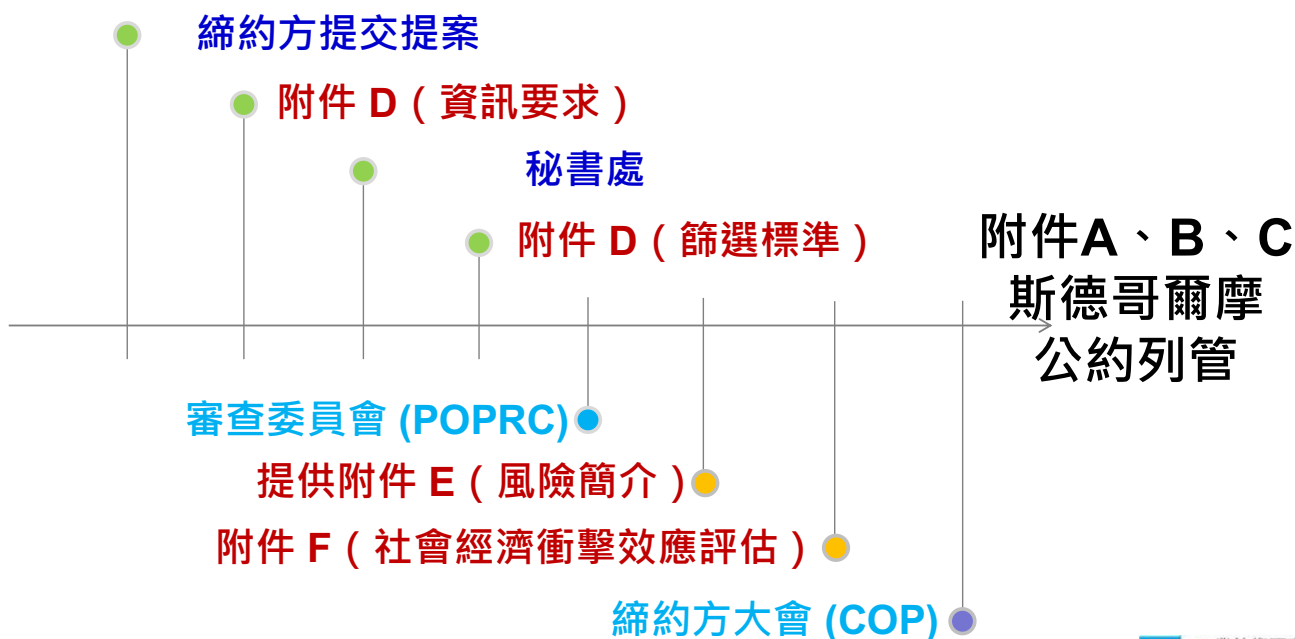 締約方提交提案
附件 D（資訊要求）
秘書處
附件 D（篩選標準）
附件A、B、C
斯德哥爾摩
公約列管
審查委員會 (POPRC)
提供附件 E（風險簡介）
附件 F（社會經濟衝擊效應評估）
締約方大會 (COP)